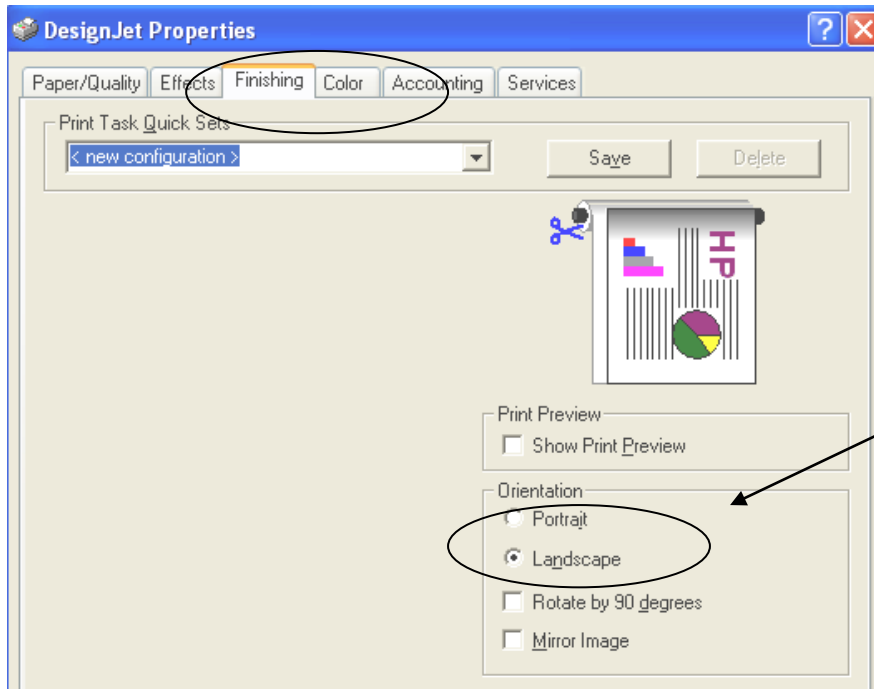 DesignJet Properties
Paper/Quality Effects Finishing Color Accounting Services
Print Task Quick Sets
< new configuration > Save Delete
HP
Print Preview
Show Print Preview
Orientation
Portrait
Landscape
Rotate by 90 degrees
Mirror Image